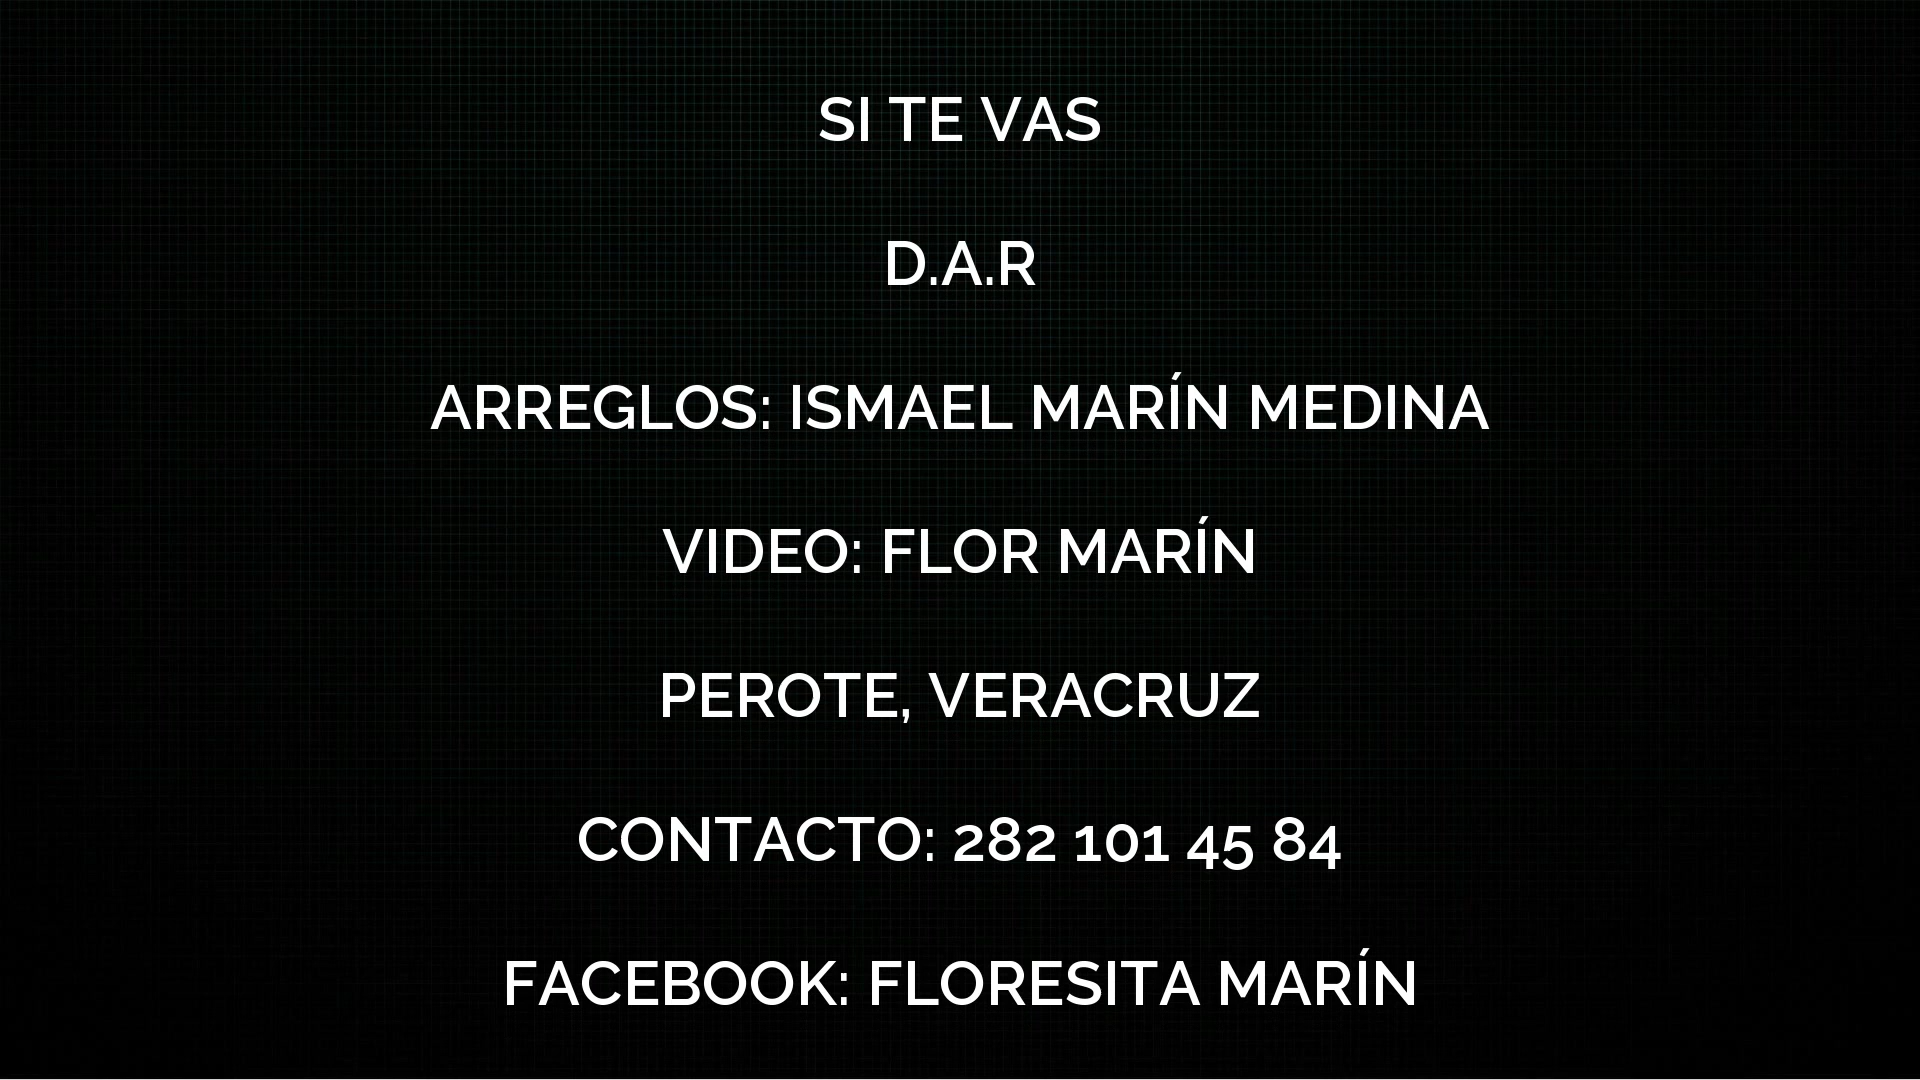 SI TE VAS
D.A.R
ARREGLOS: ISMAEL MARÍN MEDINA
VIDEO: FLOR MARÍN
PEROTE, VERACRUZ
CONTACTO: 282 101 45 84
FACEBOOK: FLORESITA MARÍN